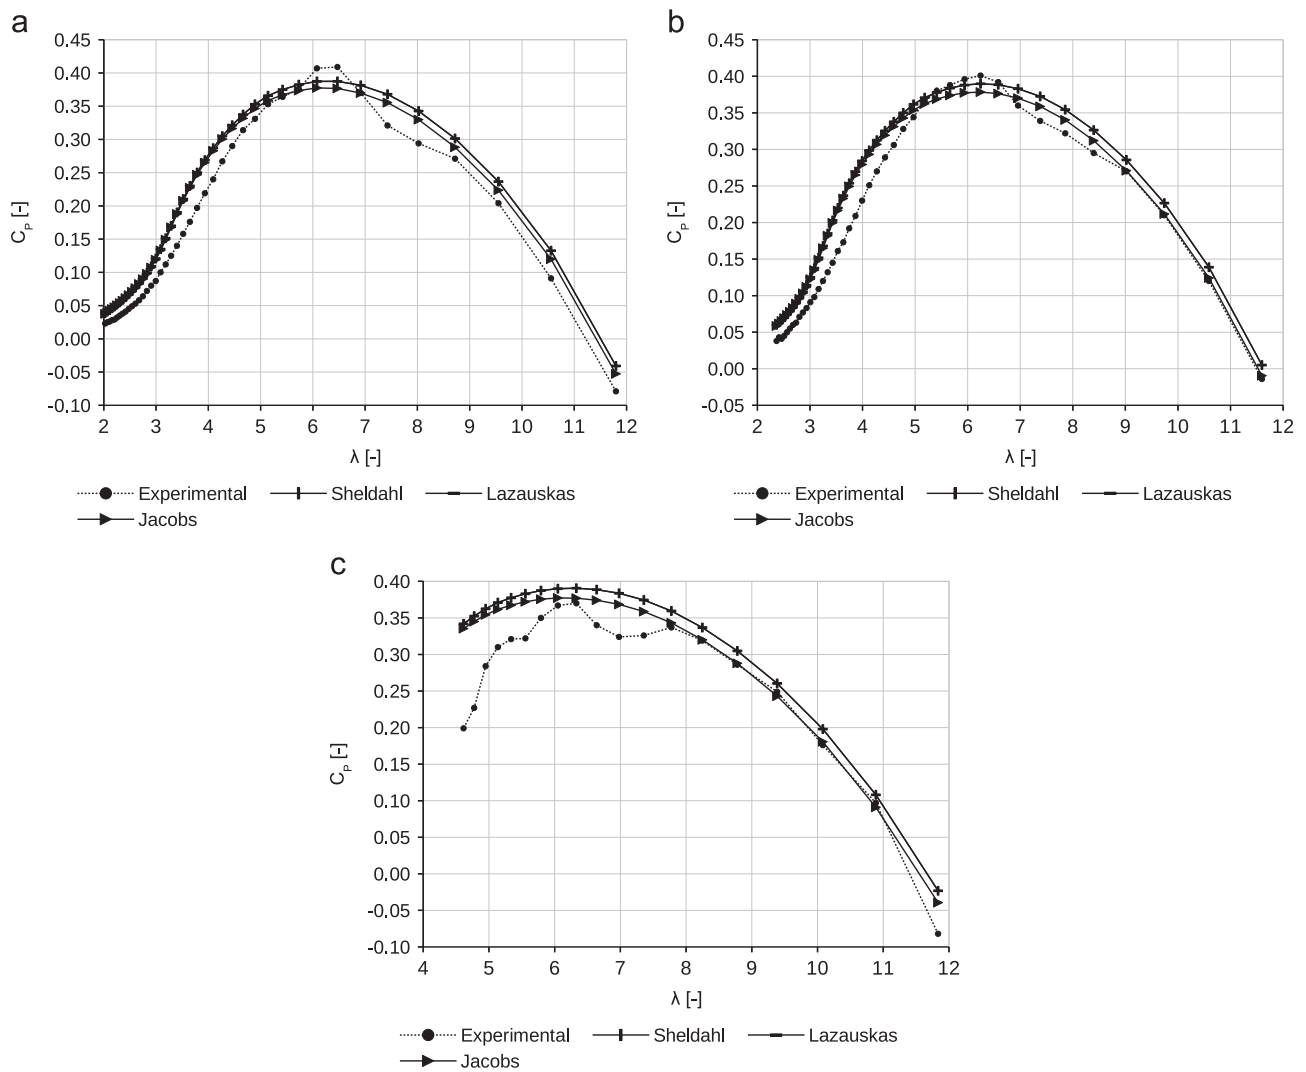 a
0.45
0.40
0.35
0.30
0.25
0.20
0.15
0.10
0.05
0.00
-0.05
-0.10
C_P [-]
2 3 4 5 6 7 8 9 10 11 12
λ [-]
Experimental Sheldahl Lazauskas
Jacobs
b
0.45
0.40
0.35
0.30
0.25
0.20
0.15
0.10
0.05
0.00
-0.05
C_P [-]
2 3 4 5 6 7 8 9 10 11 12
λ [-]
Experimental Sheldahl Lazauskas
Jacobs
c
0.40
0.35
0.30
0.25
0.20
0.15
0.10
0.05
0.00
-0.05
-0.10
C_P [-]
4 5 6 7 8 9 10 11 12
λ [-]
Experimental Sheldahl Lazauskas
Jacobs